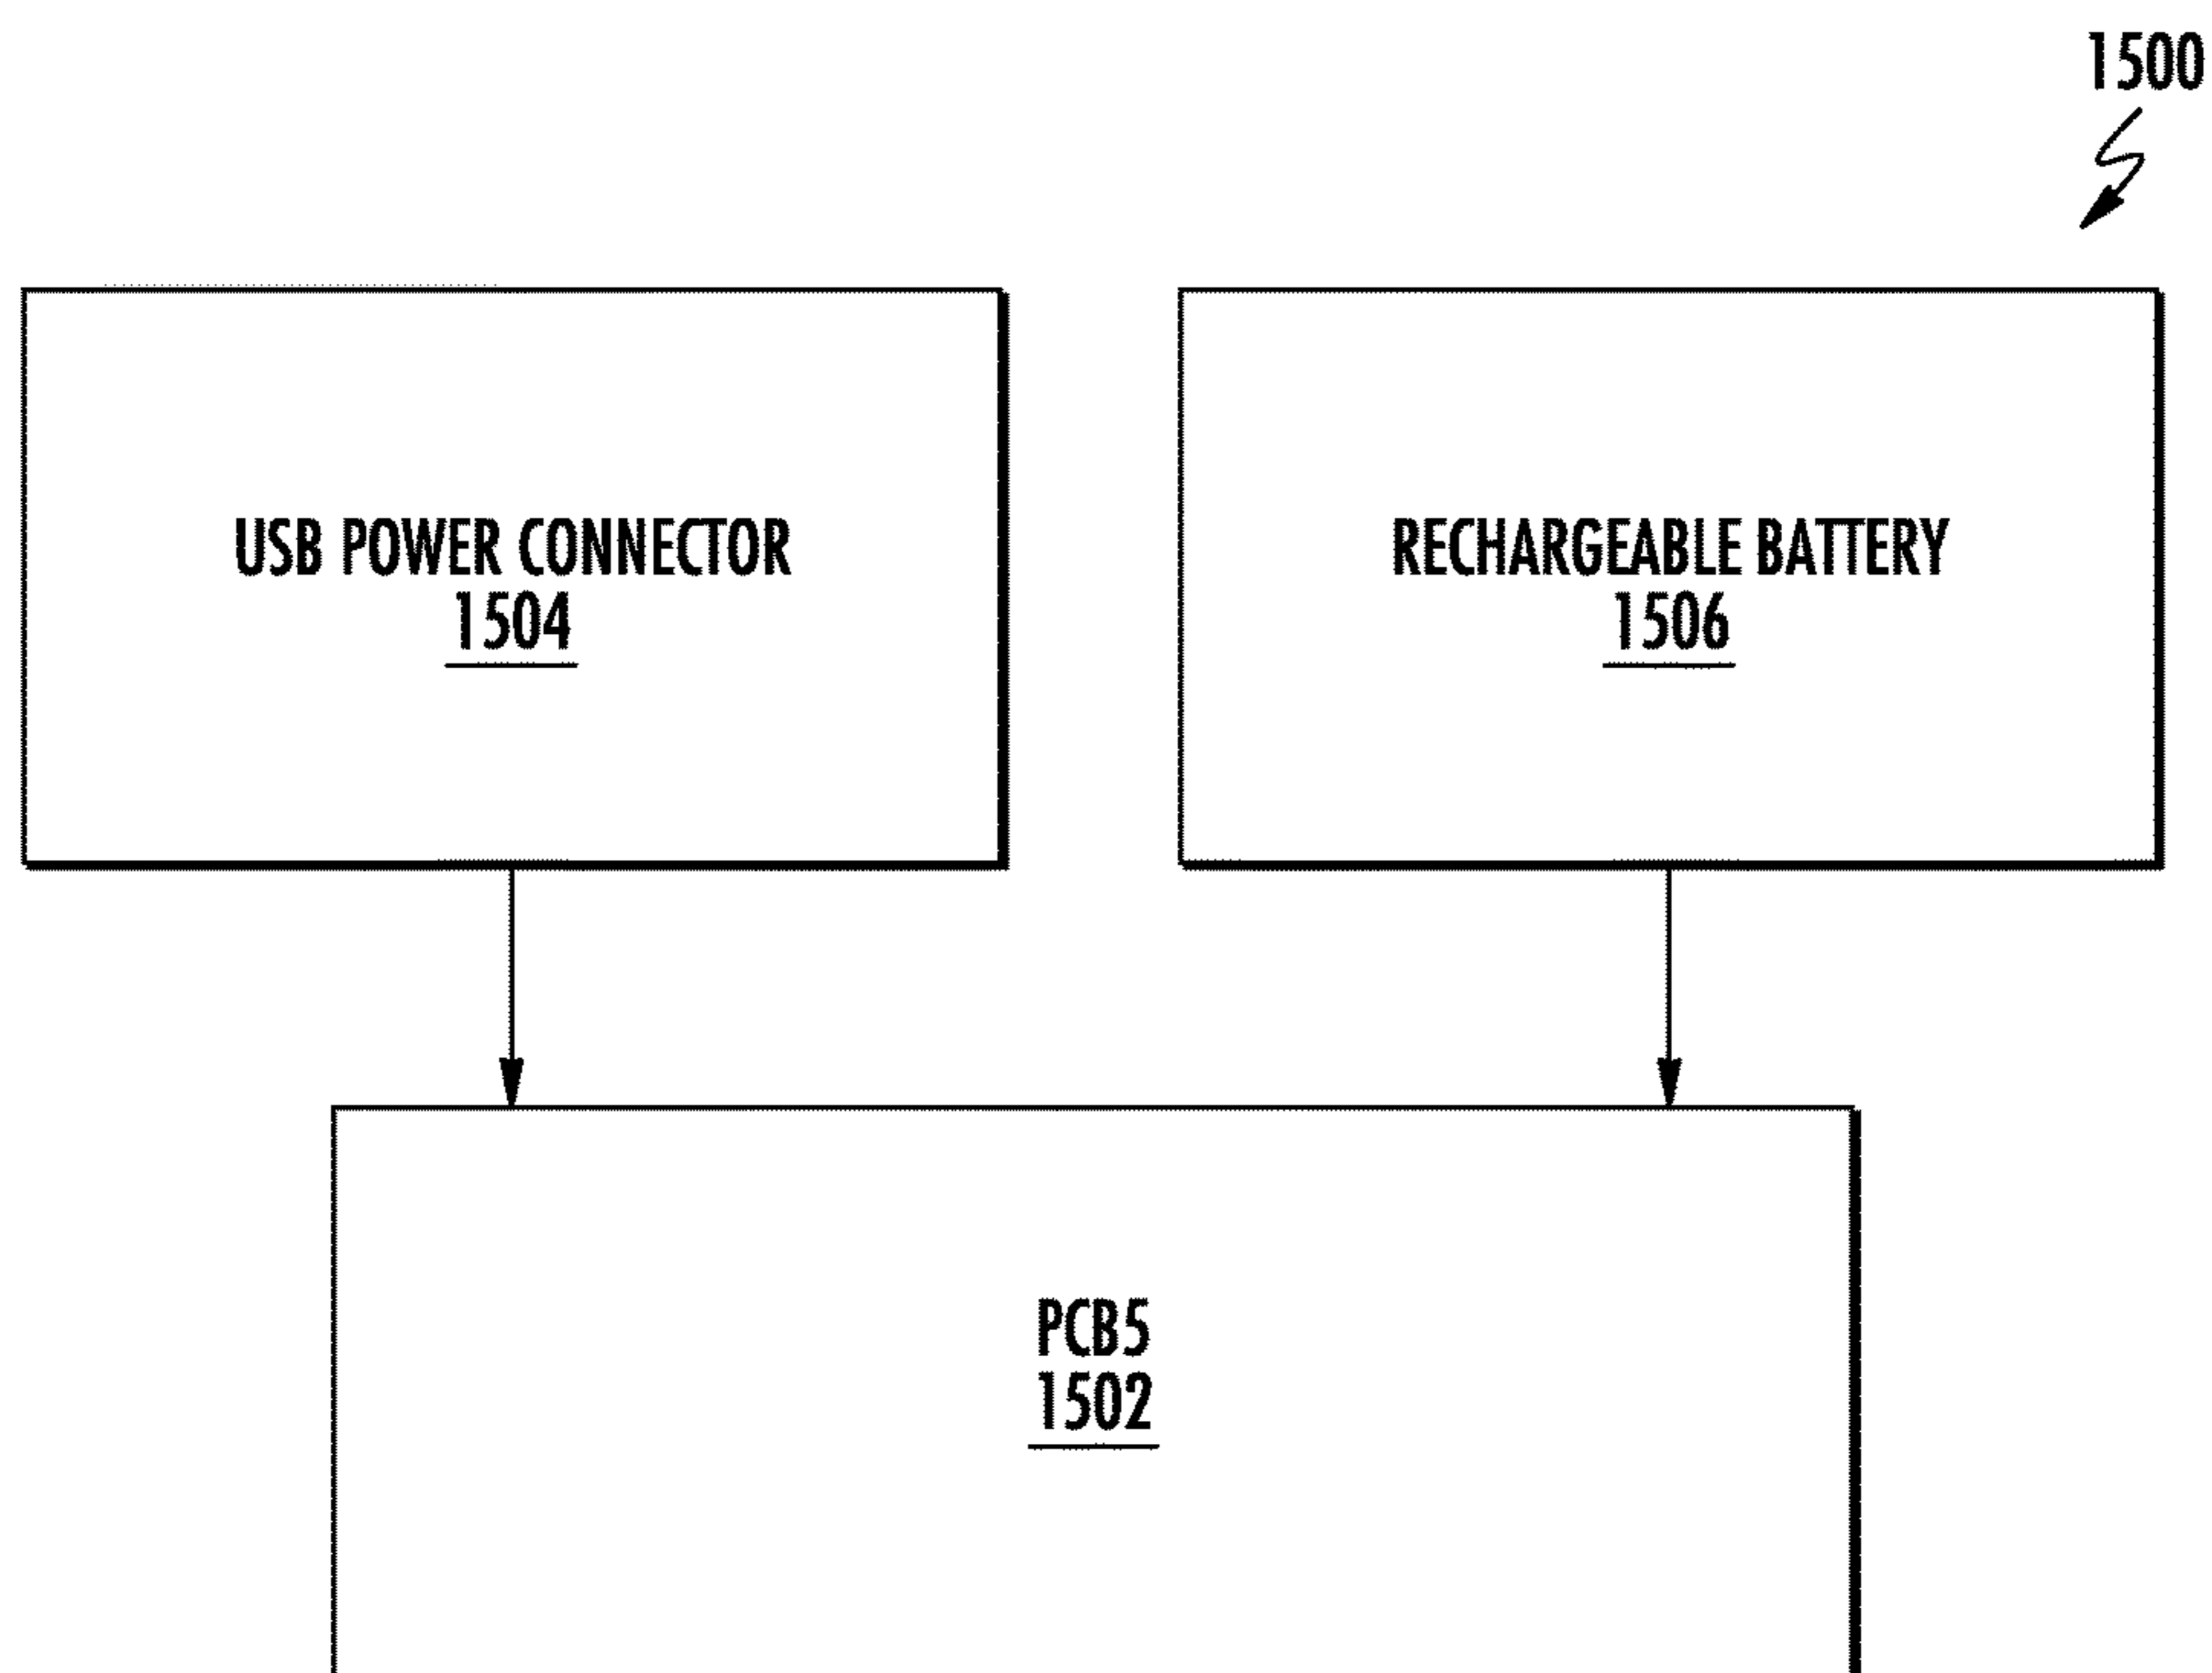 1500
USB POWER CONNECTOR
1504
RECHARGEABLE BATTERY
1506
PCB5
1502